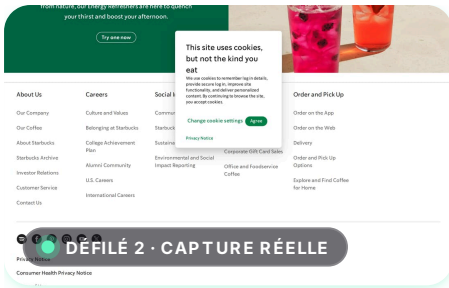 from nature, our Energy Refreshers are here to quench
your thirst and boost your afternoon.
Try one now
This site uses cookies,
but not the kind you
eat
We use cookies to remember log in details,
provide secure log in, improve site
functionality, and deliver personalized
content. By continuing to browse the site,
you accept cookies.
Change cookie settings
Agree
Privacy Notice
About Us
Our Company
Our Coffee
About Starbucks
Starbucks Archive
Investor Relations
Customer Service
Contact Us
Careers
Culture and Values
Belonging at Starbucks
College Achievement
Plan
Alumni Community
U.S. Careers
International Careers
Social
Environmental and Social
Impact Reporting
Corporate Gift Card Sales
Office and Foodservice
Coffee
Order and Pick Up
Order on the App
Order on the Web
Delivery
Order and Pick Up
Options
Explore and Find Coffee
for Home
DÉFILÉ 2 · CAPTURE RÉELLE
Privacy Notice
Consumer Health Privacy Notice